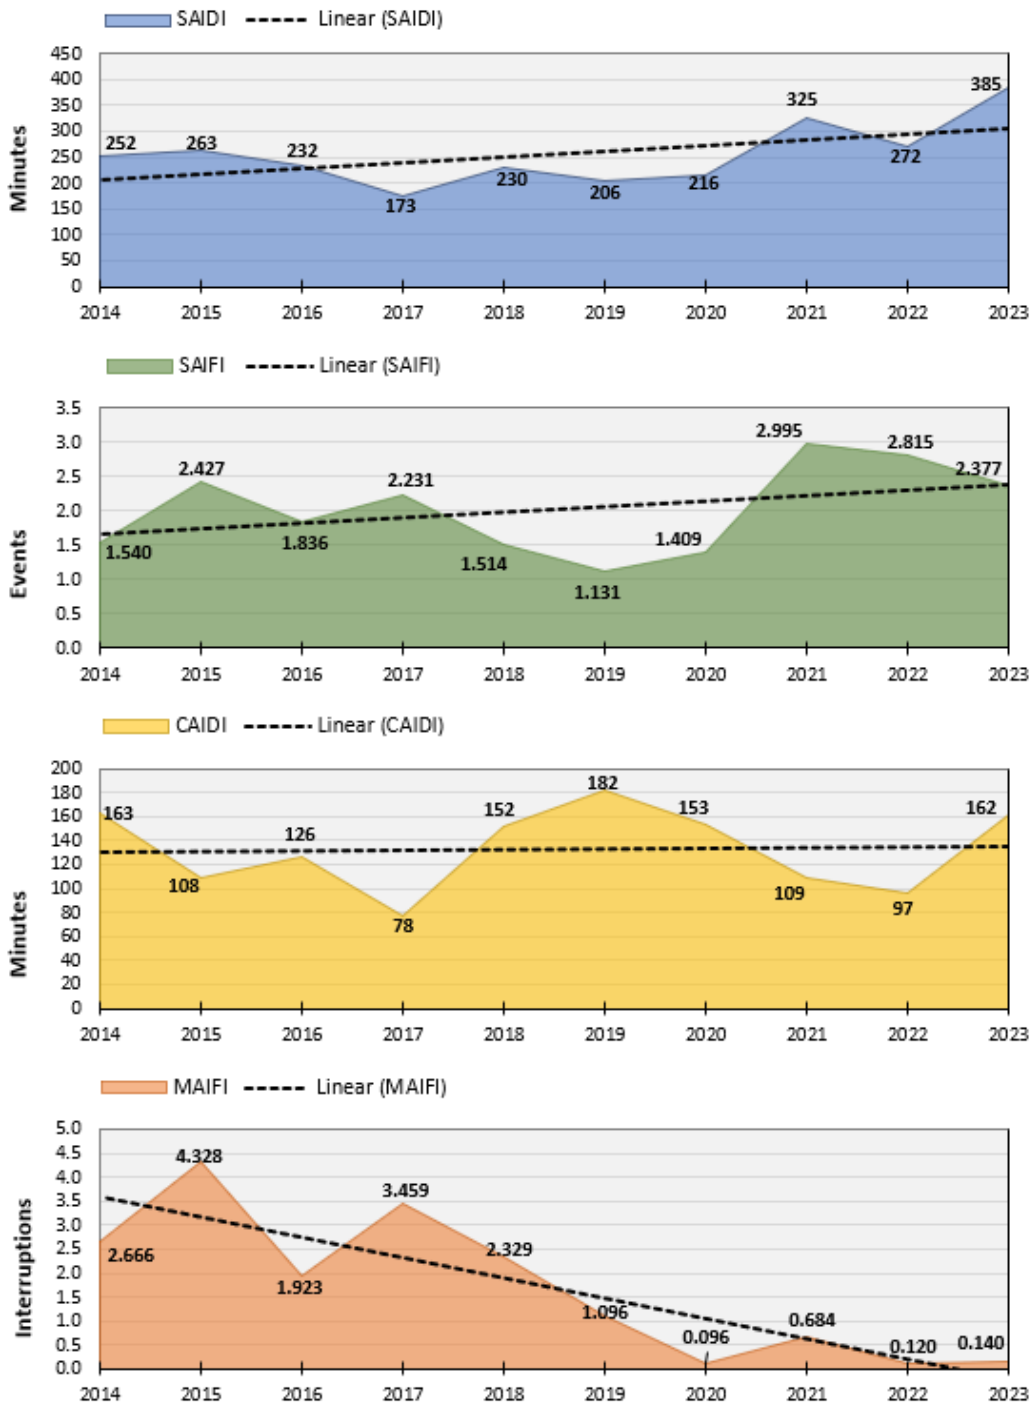 SAIDI Linear (SAIDI)
Minutes
450
400
350
300
250
200
150
100
50
0
252 263 232 173 230 206 216 325 272 385
2014 2015 2016 2017 2018 2019 2020 2021 2022 2023
SAIFI Linear (SAIFI)
Events
3.5
3.0
2.5
2.0
1.5
1.0
0.5
0.0
1.540 2.427 1.836 2.231 1.514 1.131 1.409 2.995 2.815 2.377
2014 2015 2016 2017 2018 2019 2020 2021 2022 2023
CAIDI Linear (CAIDI)
Minutes
200
180
160
140
120
100
80
60
40
20
0
163 108 126 78 152 182 153 109 97 162
2014 2015 2016 2017 2018 2019 2020 2021 2022 2023
MAIFI Linear (MAIFI)
Interruptions
5.0
4.5
4.0
3.5
3.0
2.5
2.0
1.5
1.0
0.5
0.0
2.666 4.328 1.923 3.459 2.329 1.096 0.096 0.684 0.120 0.140
2014 2015 2016 2017 2018 2019 2020 2021 2022 2023